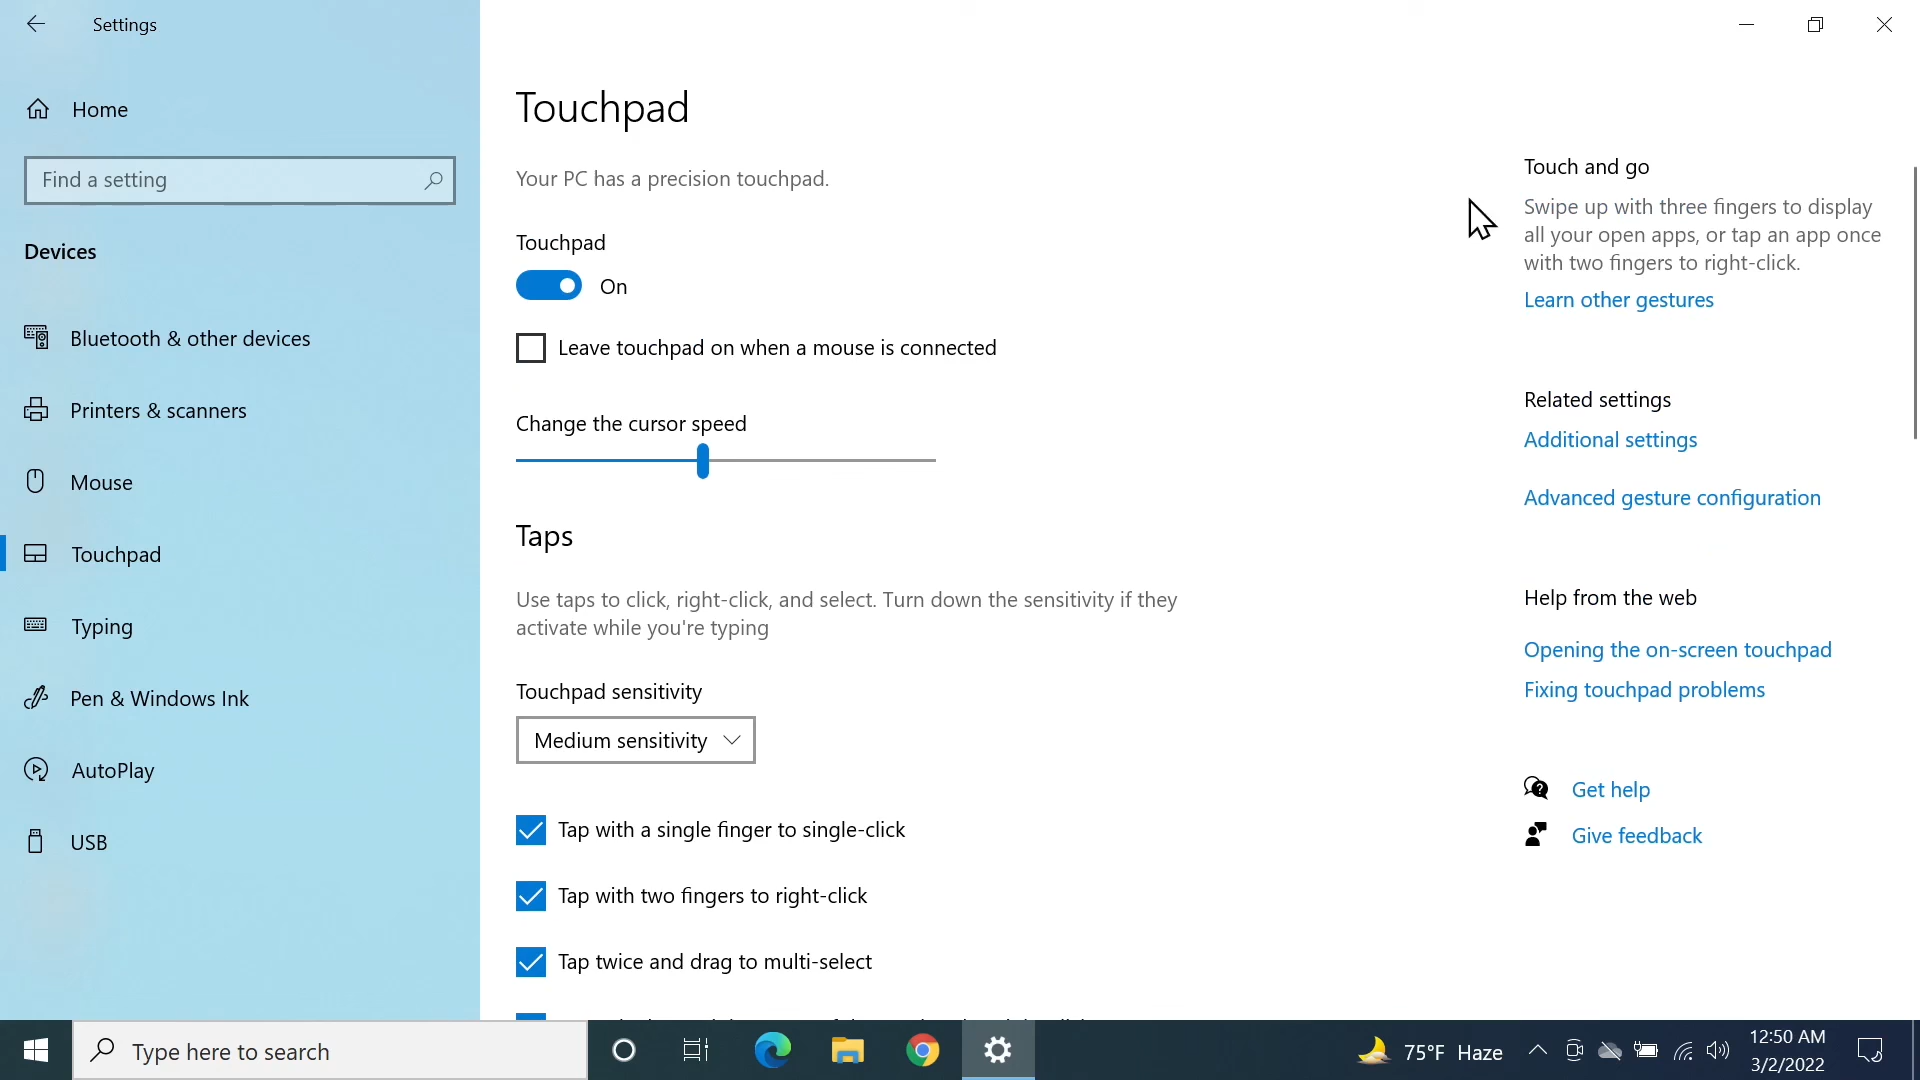 Settings
Home
Find a setting
Devices
Bluetooth & other devices
Printers & scanners
Mouse
Touchpad
Typing
Pen & Windows Ink
AutoPlay
USB
Touchpad
Your PC has a precision touchpad.
Touchpad
On
Leave touchpad on when a mouse is connected
Change the cursor speed
Taps
Use taps to click, right-click, and select. Turn down the sensitivity if they
activate while you're typing
Touchpad sensitivity
Medium sensitivity
Tap with a single finger to single-click
Tap with two fingers to right-click
Tap twice and drag to multi-select
Touch and go
Swipe up with three fingers to display
all your open apps, or tap an app once
with two fingers to right-click.
Learn other gestures
Related settings
Additional settings
Advanced gesture configuration
Help from the web
Opening the on-screen touchpad
Fixing touchpad problems
Get help
Give feedback
Type here to search
75°F Haze
12:50 AM
3/2/2022